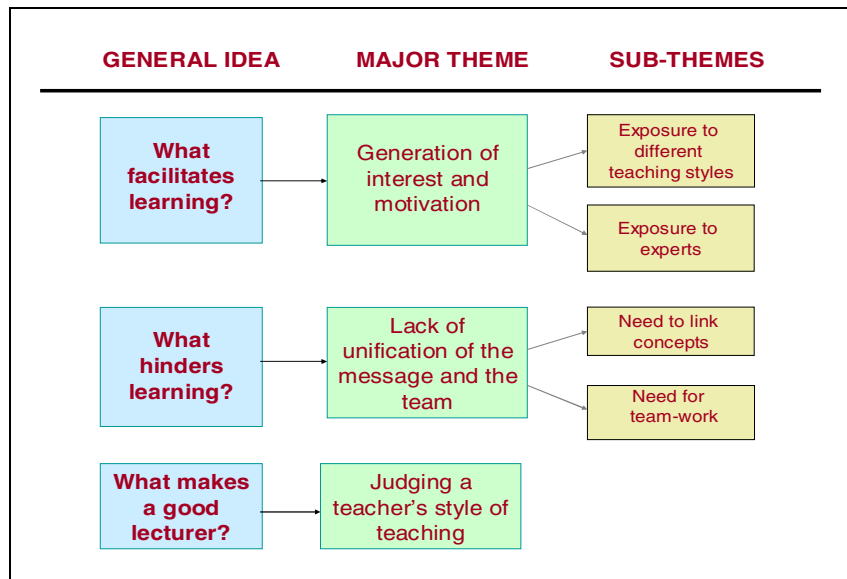 GENERAL IDEA
MAJOR THEME
SUB-THEMES
What
facilitates
learning?
Generation of
interest and
motivation
Exposure to
different
teaching styles
Exposure to
experts
What
hinders
learning?
Lack of
unification of the
message and the
team
Need to link
concepts
Need for
team-work
What makes
a good
lecturer?
Judging a
teacher's style of
teaching